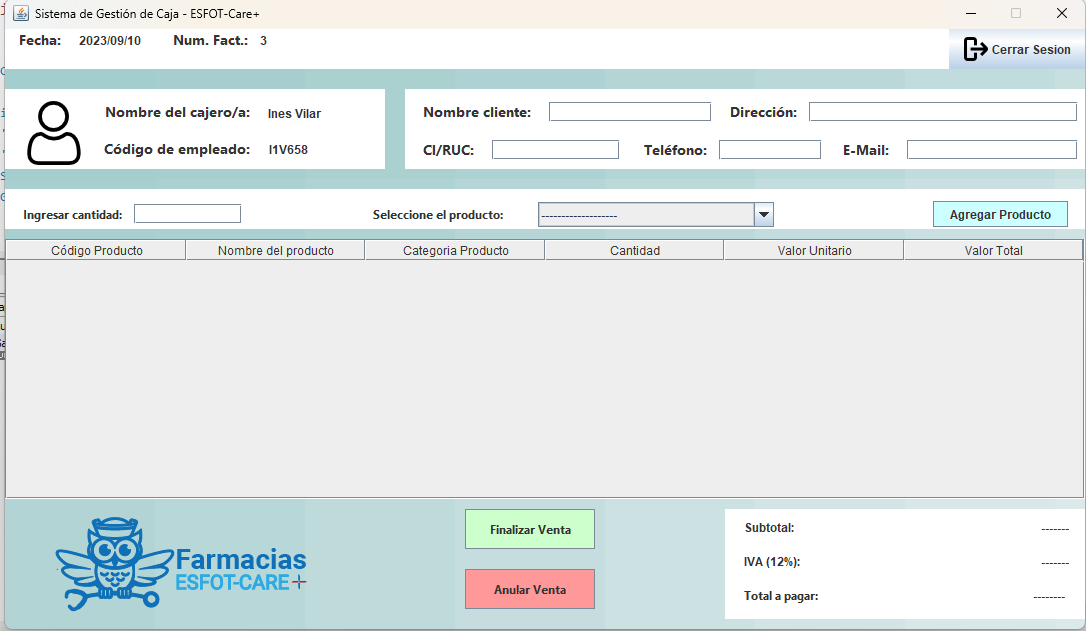 Sistema de Gestión de Caja - ESFOT-Care+
Fecha: 2023/09/10 Num. Fact.: 3
Cerrar Sesion
Nombre del cajero/a: Ines Vilar
Código de empleado: I1V658
Nombre cliente: Dirección:
CI/RUC: Teléfono: E-Mail:
Ingresar cantidad: Seleccione el producto: ------------------- Agregar Producto
Código Producto Nombre del producto Categoria Producto Cantidad Valor Unitario Valor Total
Farmacias
ESFOT-CARE+
Finalizar Venta
Anular Venta
Subtotal: -------
IVA (12%): -------
Total a pagar: --------